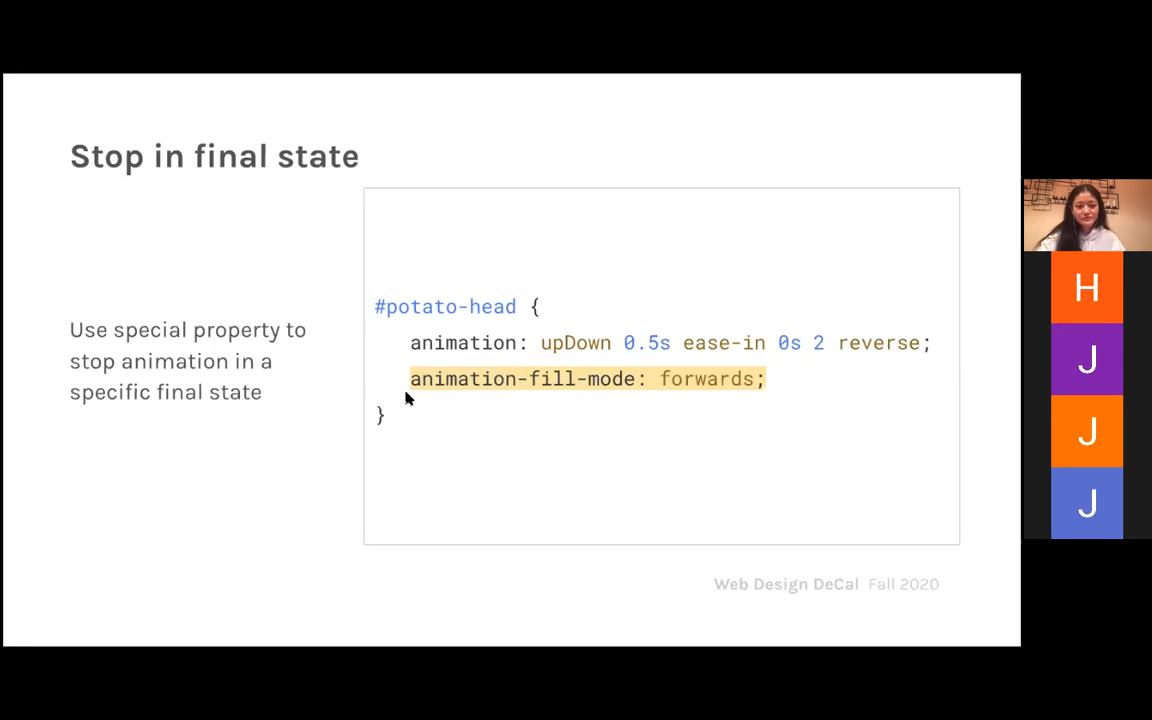 Stop in final state
Use special property to
stop animation in a
specific final state
#potato-head {
animation: upDown 0.5s ease-in 0s 2 reverse;
animation-fill-mode: forwards;
}
Web Design DeCal Fall 2020
H
J
J
J